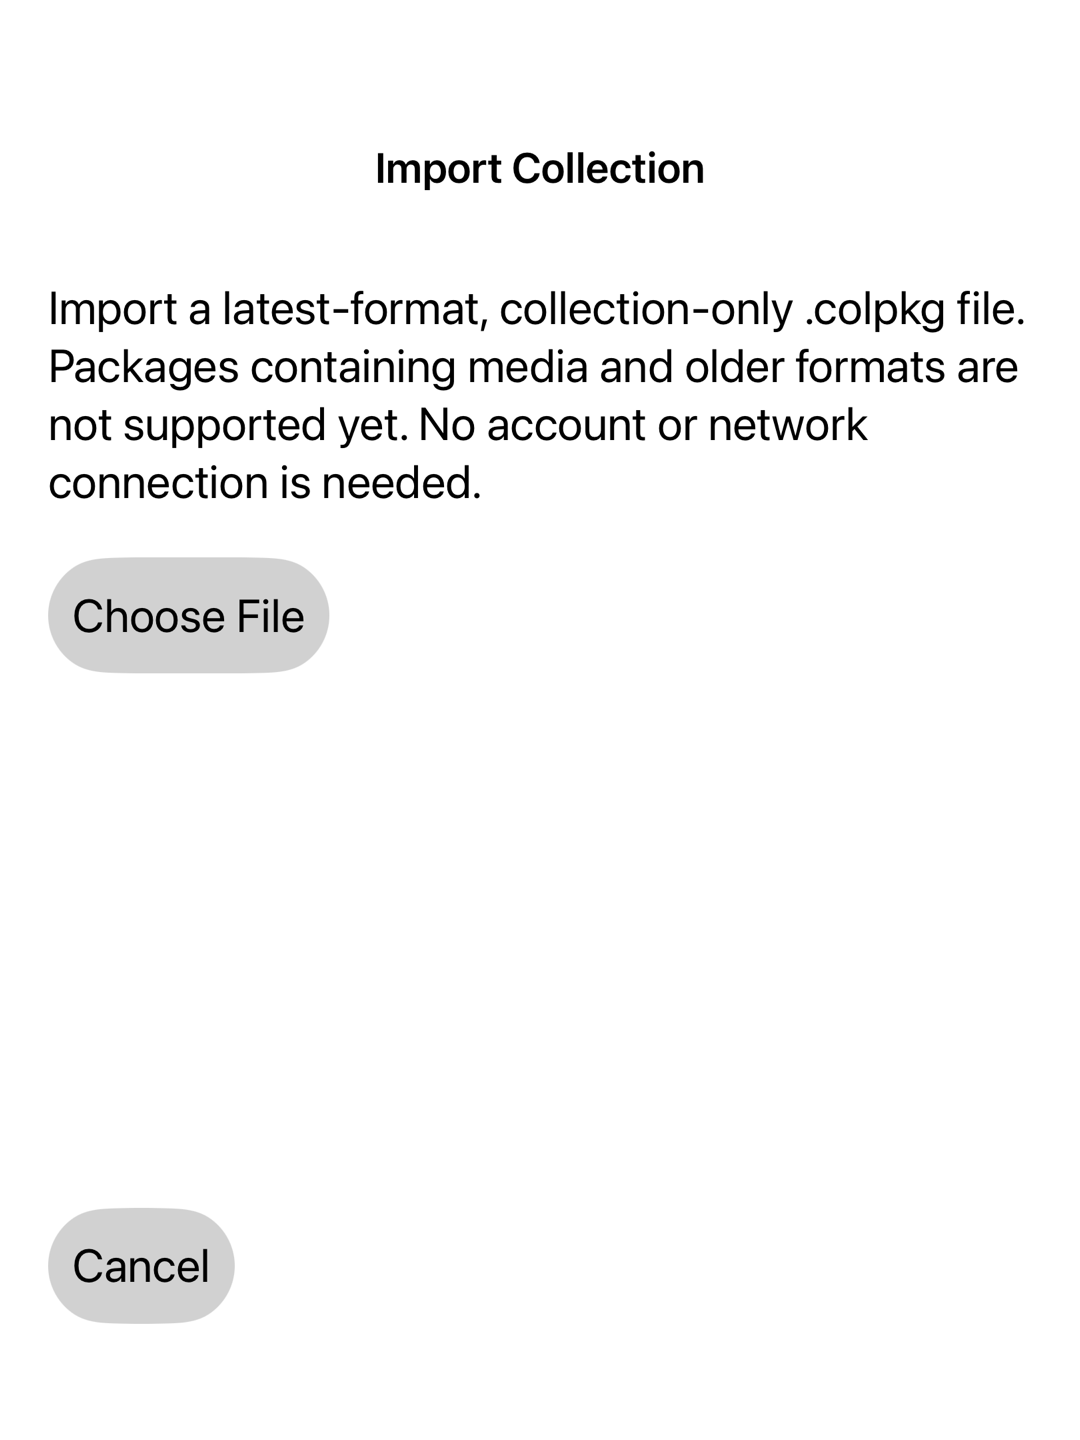 Import Collection
Import a latest-format, collection-only .colpkg file.
Packages containing media and older formats are
not supported yet. No account or network
connection is needed.
Choose File
Cancel